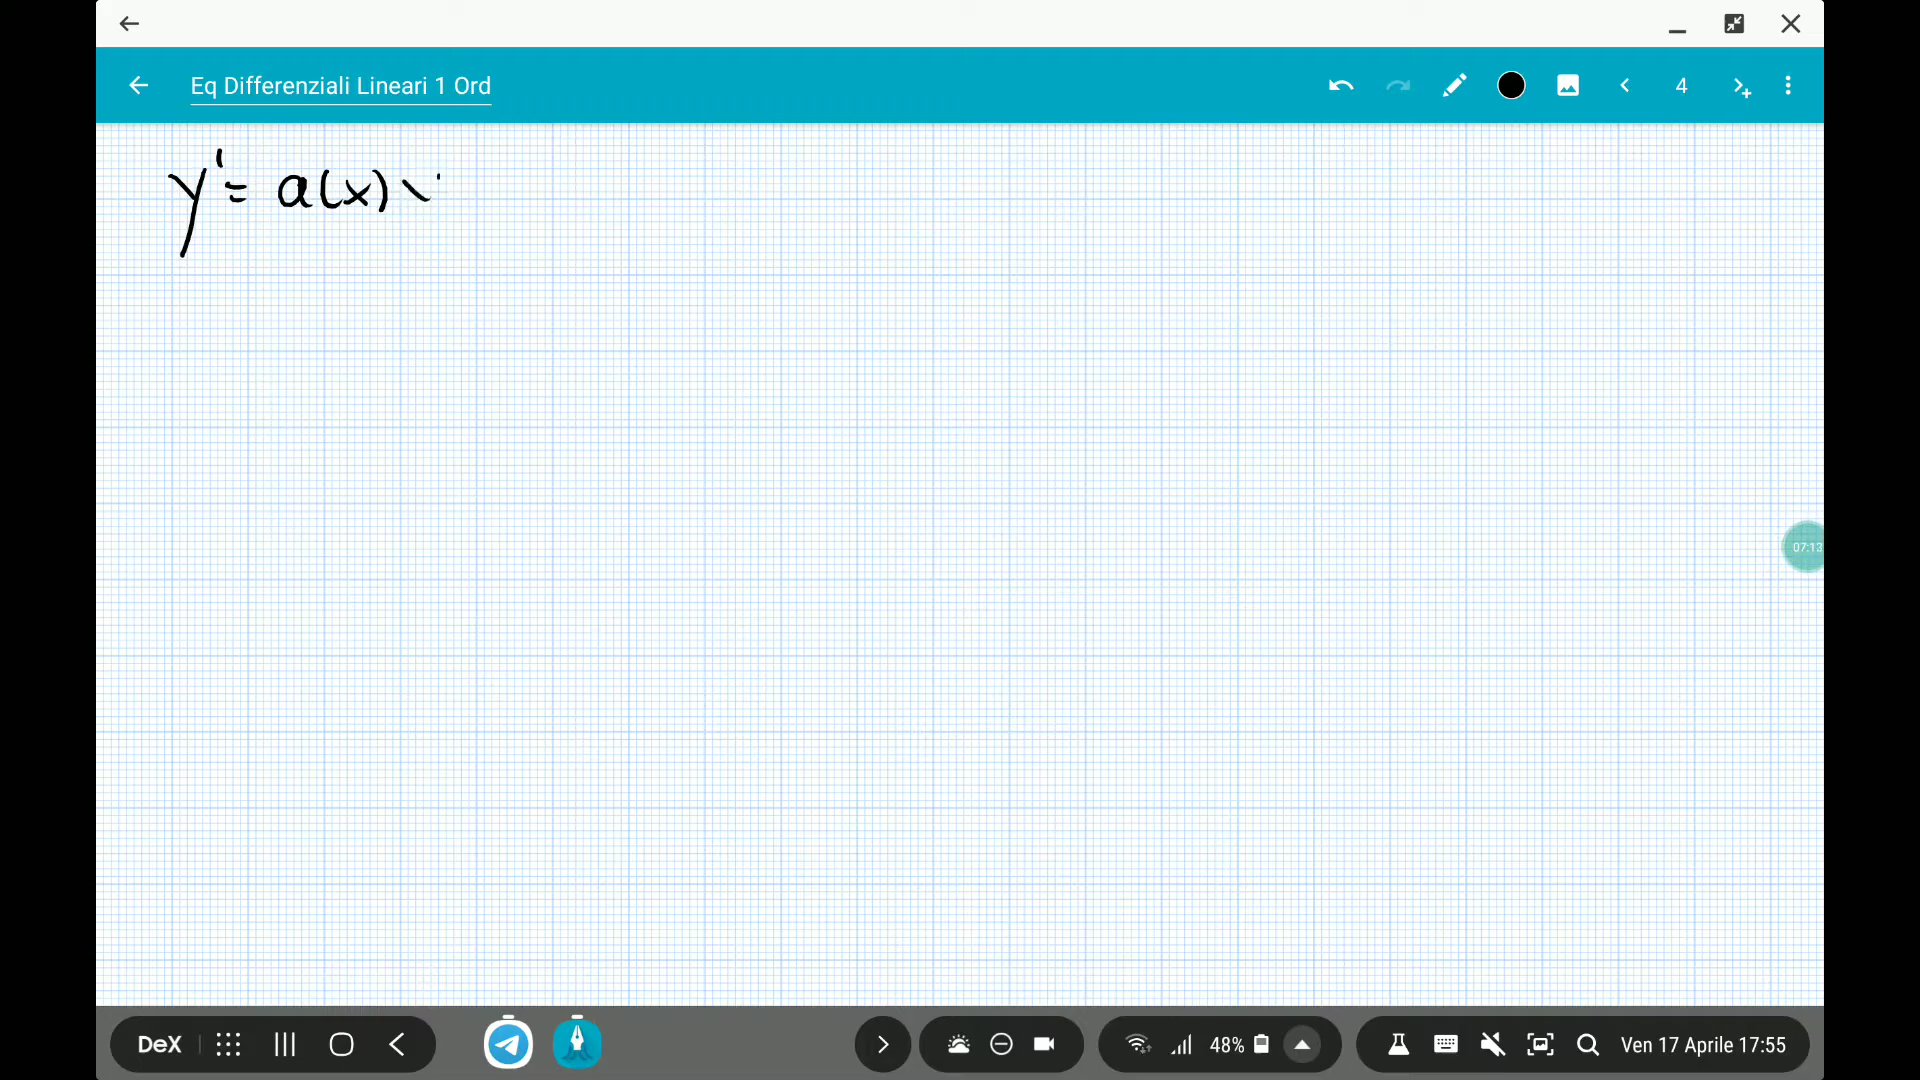 Eq Differenziali Lineari 1 Ord
4
y' = a(x)
07:13
DeX
48%
Ven 17 Aprile 17:55